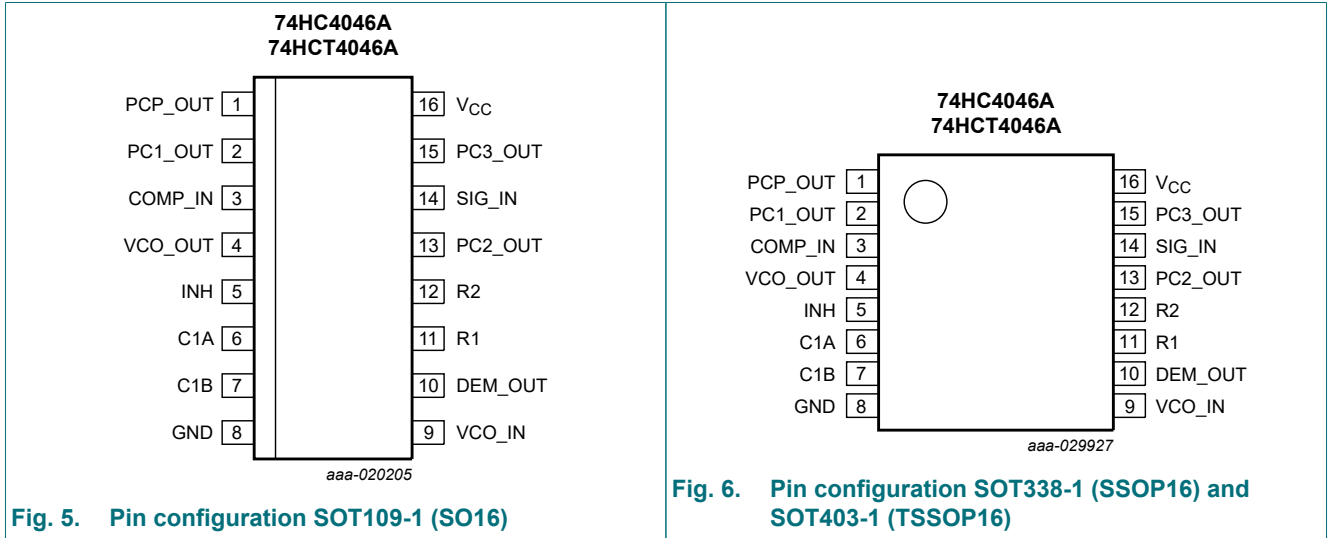 74HC4046A
74HCT4046A
PCP_OUT 1
16 VCC
PC1_OUT 2
15 PC3_OUT
COMP_IN 3
14 SIG_IN
VCO_OUT 4
13 PC2_OUT
INH 5
12 R2
C1A 6
11 R1
C1B 7
10 DEM_OUT
GND 8
9 VCO_IN
aaa-020205
Fig. 5. Pin configuration SOT109-1 (SO16)
74HC4046A
74HCT4046A
PCP_OUT 1
16 VCC
PC1_OUT 2
15 PC3_OUT
COMP_IN 3
14 SIG_IN
VCO_OUT 4
13 PC2_OUT
INH 5
12 R2
C1A 6
11 R1
C1B 7
10 DEM_OUT
GND 8
9 VCO_IN
aaa-029927
Fig. 6. Pin configuration SOT338-1 (SSOP16) and
SOT403-1 (TSSOP16)